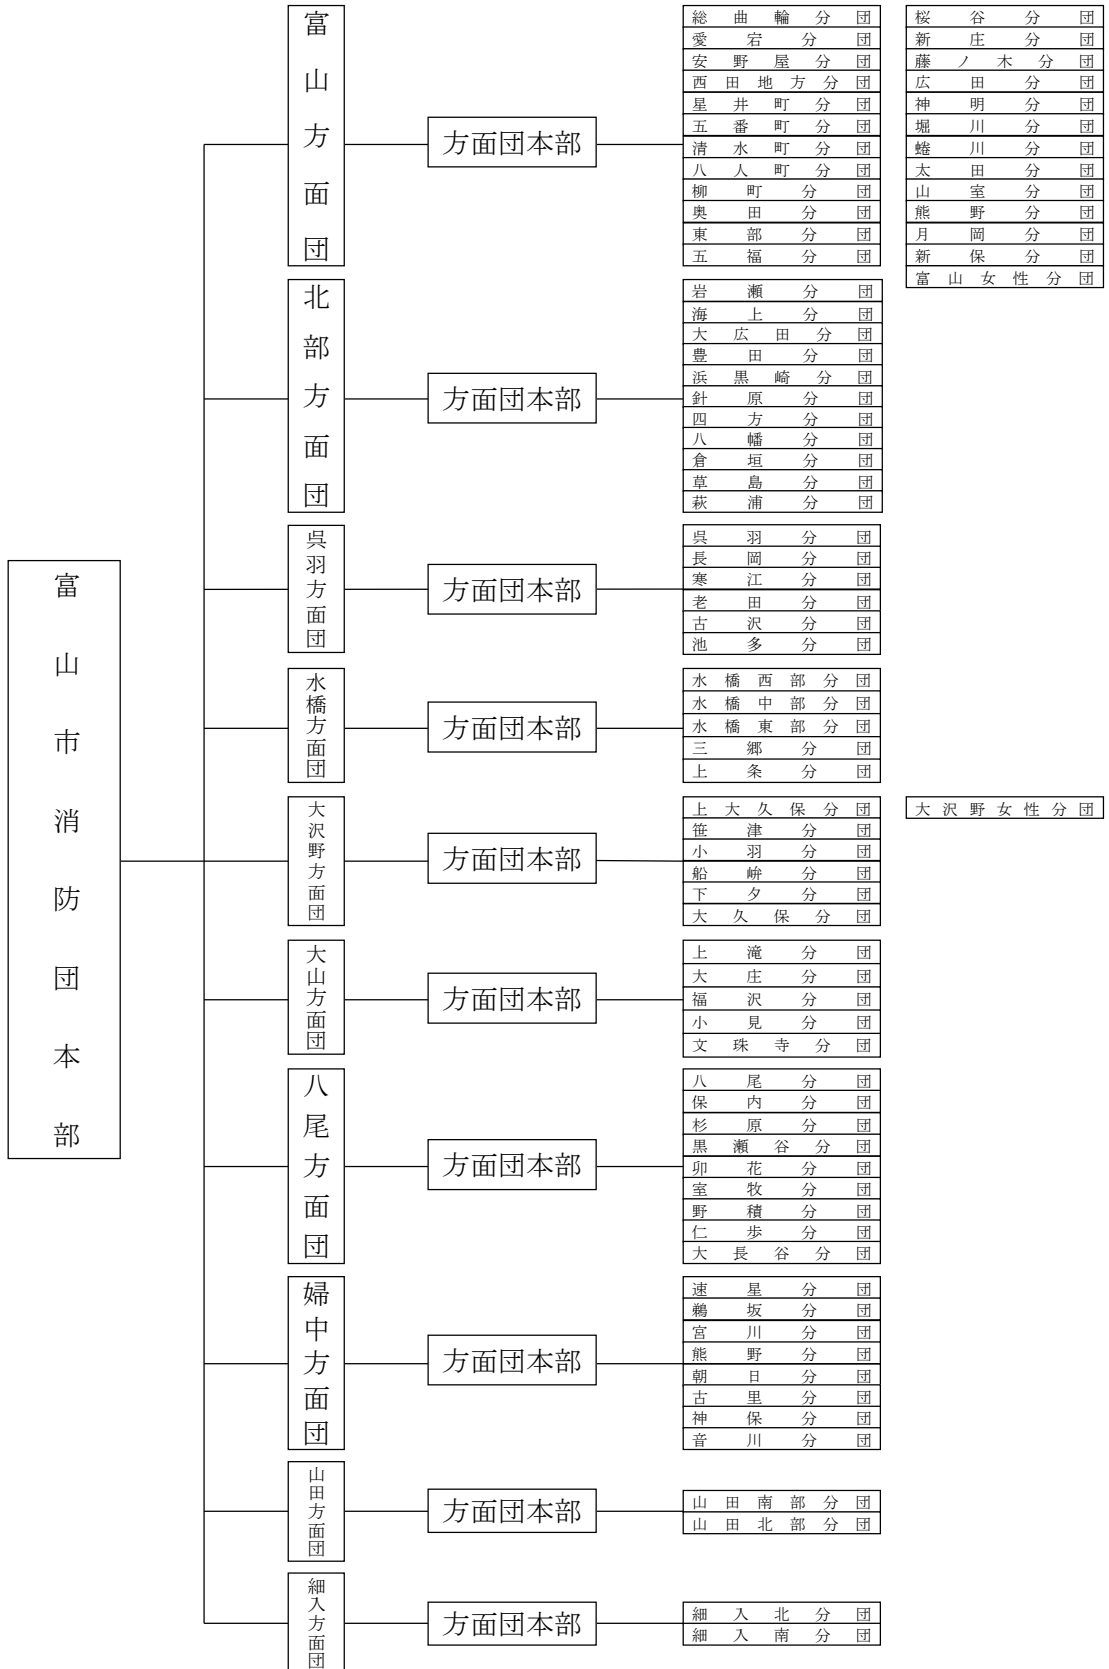 富山市消防団本部
富山方面団
方面団本部
総曲輪分団
愛宕分団
安野屋分団
西田地方分団
星井町分団
五番町分団
清水町分団
八人町分団
柳町分団
奥田分団
東部分団
五福分団
桜谷分団
新庄分団
藤ノ木分団
広田分団
神明分団
堀川分団
蜷川分団
太田分団
山室分団
熊野分団
月岡分団
新保分団
富山女性分団
北部方面団
方面団本部
岩瀬分団
海上分団
大広田分団
豊田分団
浜黒崎分団
針原分団
四方分団
八幡分団
倉垣分団
草島分団
萩浦分団
呉羽方面団
方面団本部
呉羽分団
長岡分団
寒江分団
老田分団
古沢分団
池多分団
水橋方面団
方面団本部
水橋西部分団
水橋中部分団
水橋東部分団
三郷分団
上条分団
大沢野方面団
方面団本部
上大久保分団
笹津分団
小羽分団
船峅分団
下夕分団
大久保分団
大沢野女性分団
大山方面団
方面団本部
上滝分団
大庄分団
福沢分団
小見分団
文珠寺分団
八尾方面団
方面団本部
八尾分団
保内分団
杉原分団
黒瀬谷分団
卯花分団
室牧分団
野積分団
仁歩分団
大長谷分団
婦中方面団
方面団本部
速星分団
鵜坂分団
宮川分団
熊野分団
朝日分団
古里分団
神保分団
音川分団
山田方面団
方面団本部
山田南部分団
山田北部分団
細入方面団
方面団本部
細入北分団
細入南分団